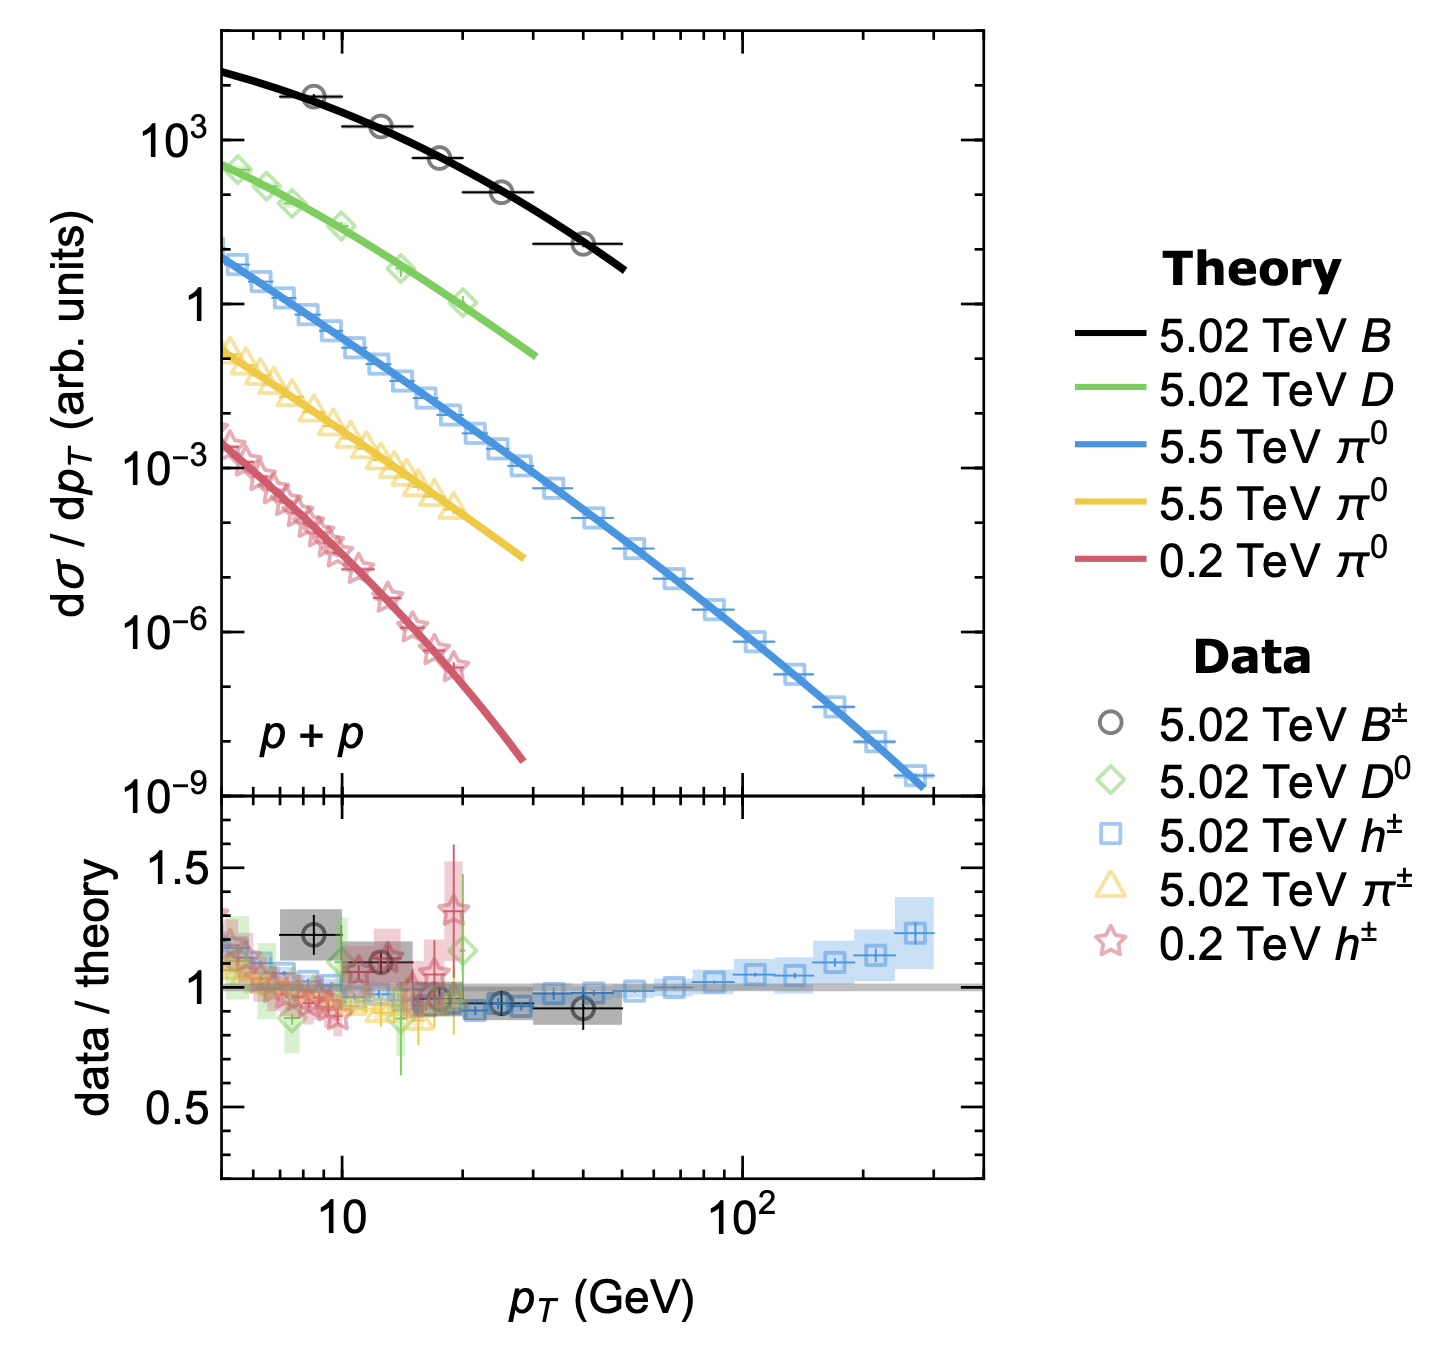 10³
1
10⁻³
10⁻⁶
10⁻⁹
dσ / dp_T (arb. units)
p + p
1.5
1
0.5
data / theory
10
10²
p_T (GeV)
Theory
5.02 TeV B
5.02 TeV D
5.5 TeV π⁰
5.5 TeV π⁰
0.2 TeV π⁰
Data
5.02 TeV B±
5.02 TeV D⁰
5.02 TeV h±
5.02 TeV π±
0.2 TeV h±